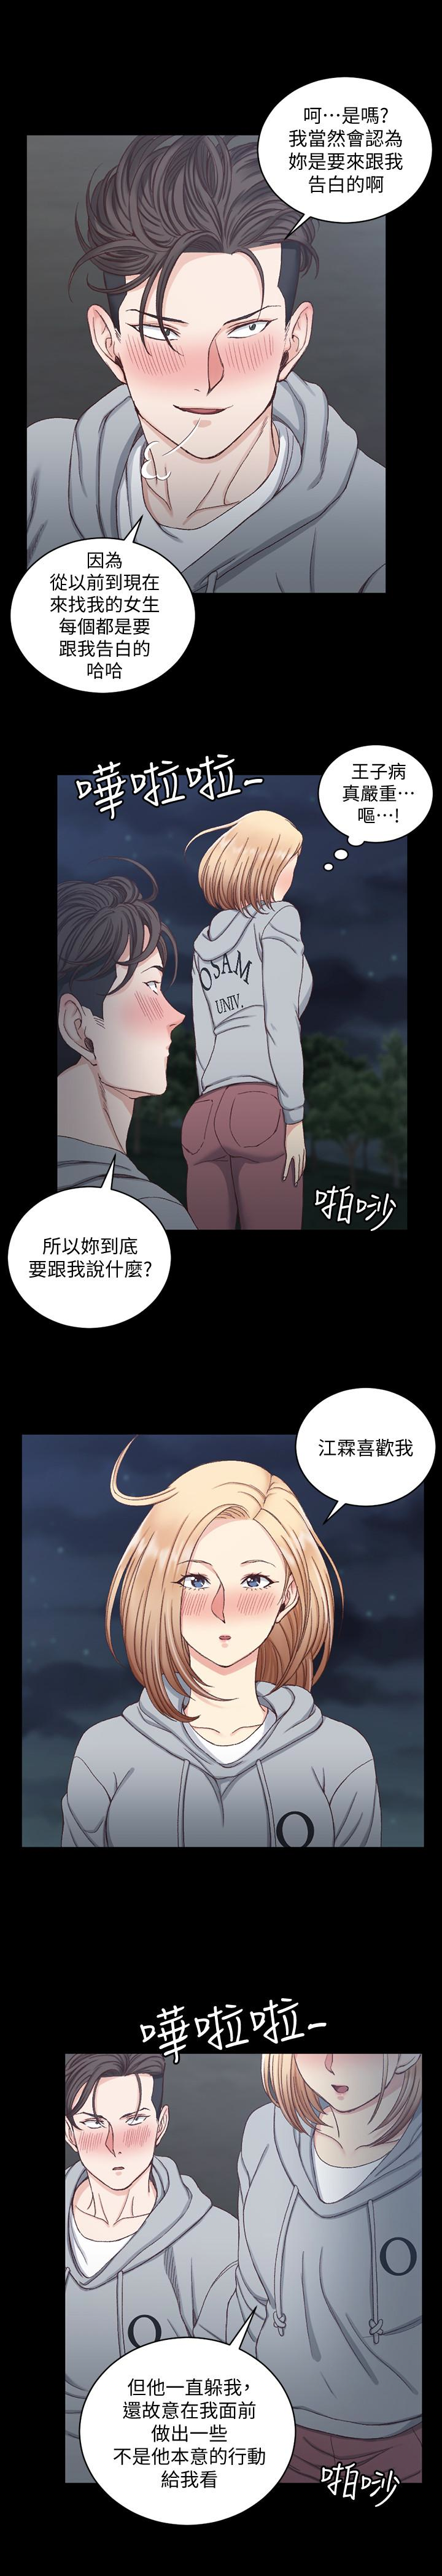 呵⋯是嗎?
我當然會認為
妳是要來跟我
告白的啊
因為
從以前到現在
來找我的女生
每個都是要
跟我告白的
哈哈
嘩啦啦-
王子病
真嚴重⋯
嘔⋯!
OSAM
UNIV.
啪沙
所以妳到底
要跟我說什麼?
江霖喜歡我
O
嘩啦啦-
O
O
但他一直躲我,
還故意在我面前
做出一些
不是他本意的行動
給我看
啪沙